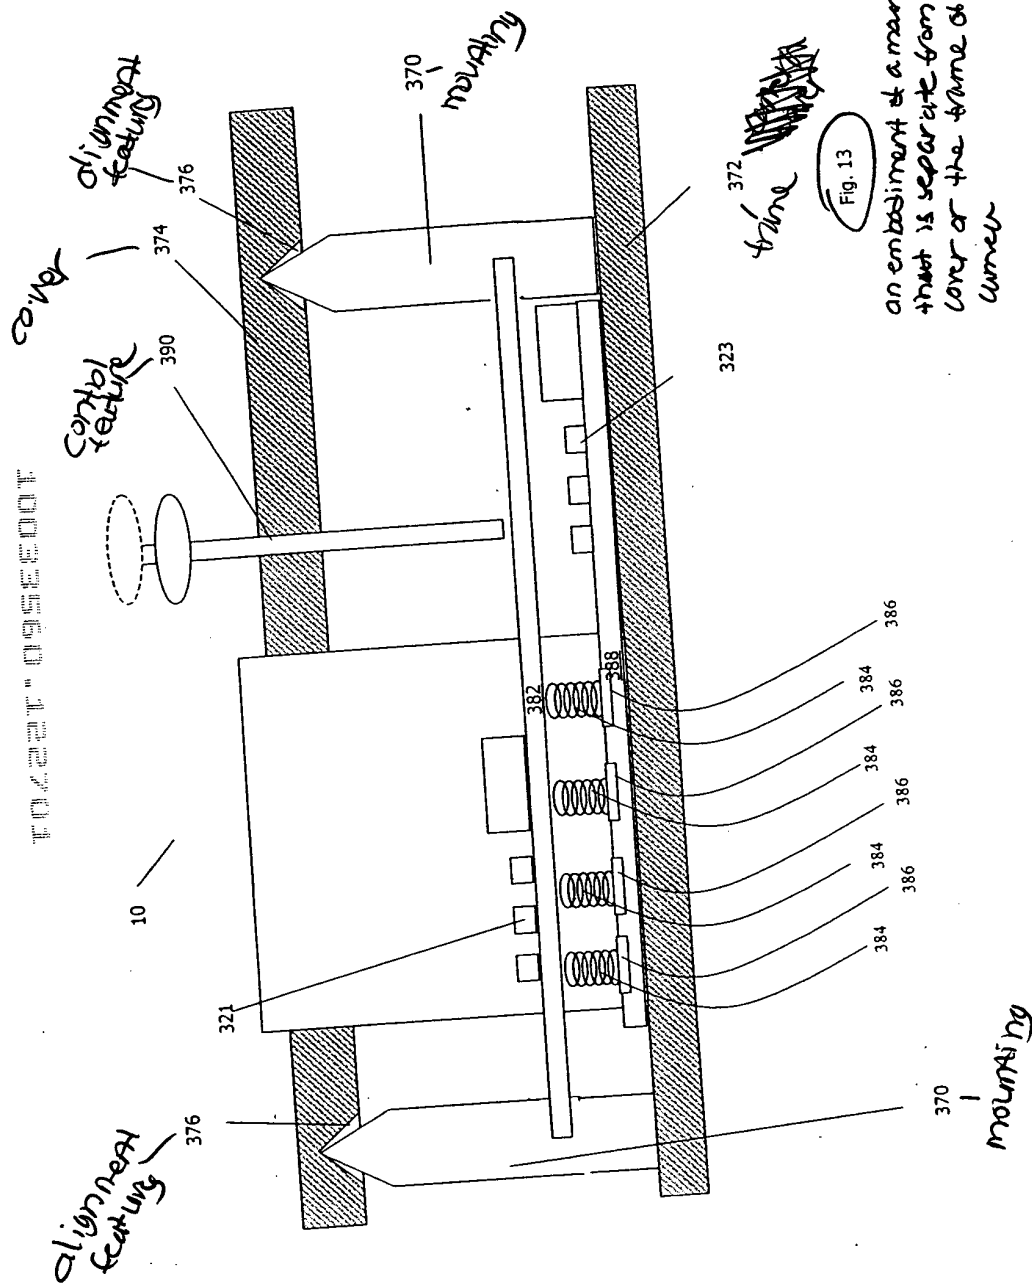 alignment
feature
376
370
mounting
cover
374
control
feature
390
10033560.122701
10
321
alignment
feature
376
382
388
323
372
frame
Fig. 13
386
384
386
384
386
384
386
384
370
mounting
an embodiment of a
that is separate from
cover or the frame of